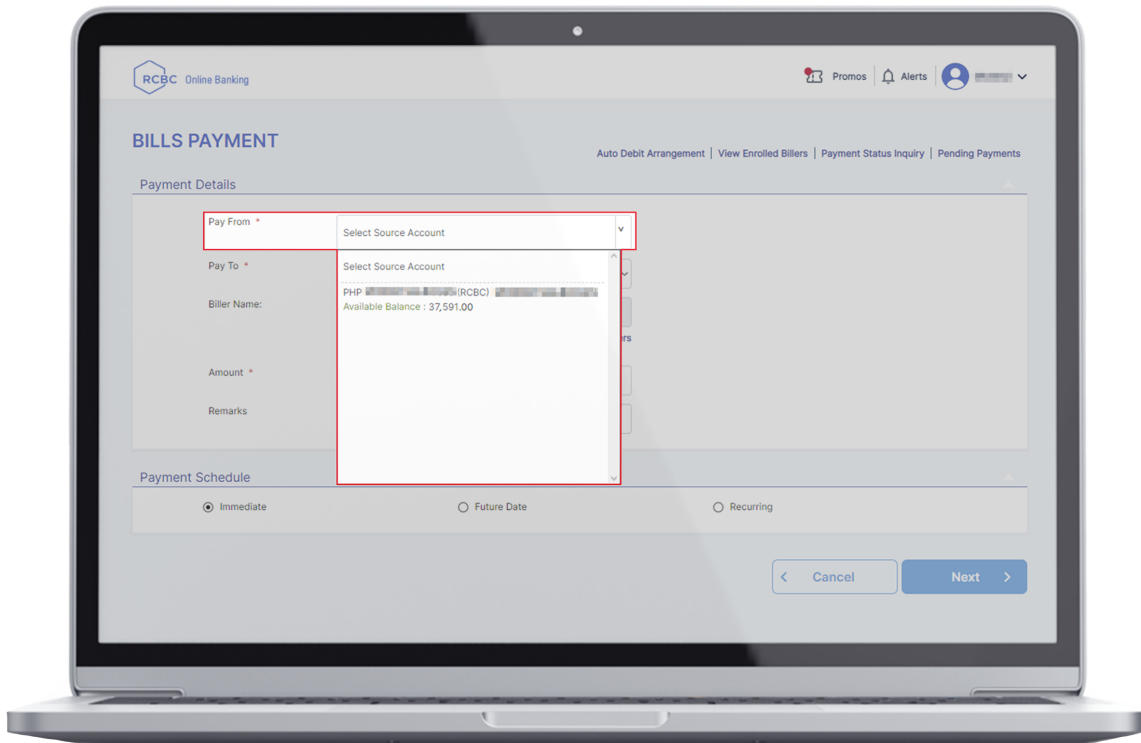 RCBC Online Banking
Promos
Alerts
BILLS PAYMENT
Auto Debit Arrangement | View Enrolled Billers | Payment Status Inquiry | Pending Payments
Payment Details
Pay From *
Select Source Account
Select Source Account
PHP (RCBC)
Available Balance : 37,591.00
Pay To *
Biller Name:
Amount *
Remarks
Payment Schedule
Immediate
Future Date
Recurring
Cancel
Next